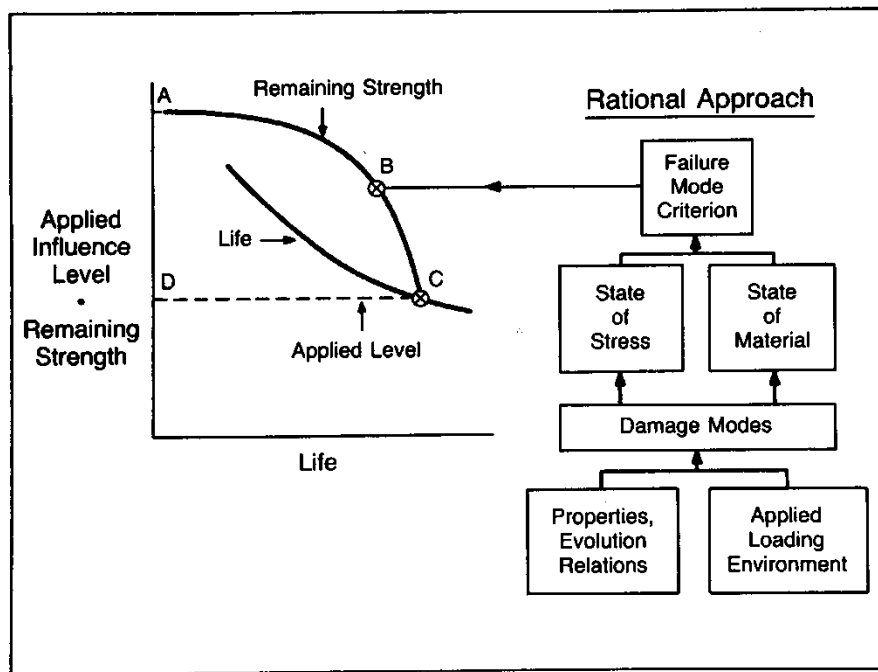 A
Remaining Strength
B
Life
D
C
Applied Level
Applied
Influence
Level
•
Remaining
Strength
Life
Rational Approach
Failure
Mode
Criterion
State
of
Stress
State
of
Material
Damage Modes
Properties,
Evolution
Relations
Applied
Loading
Environment